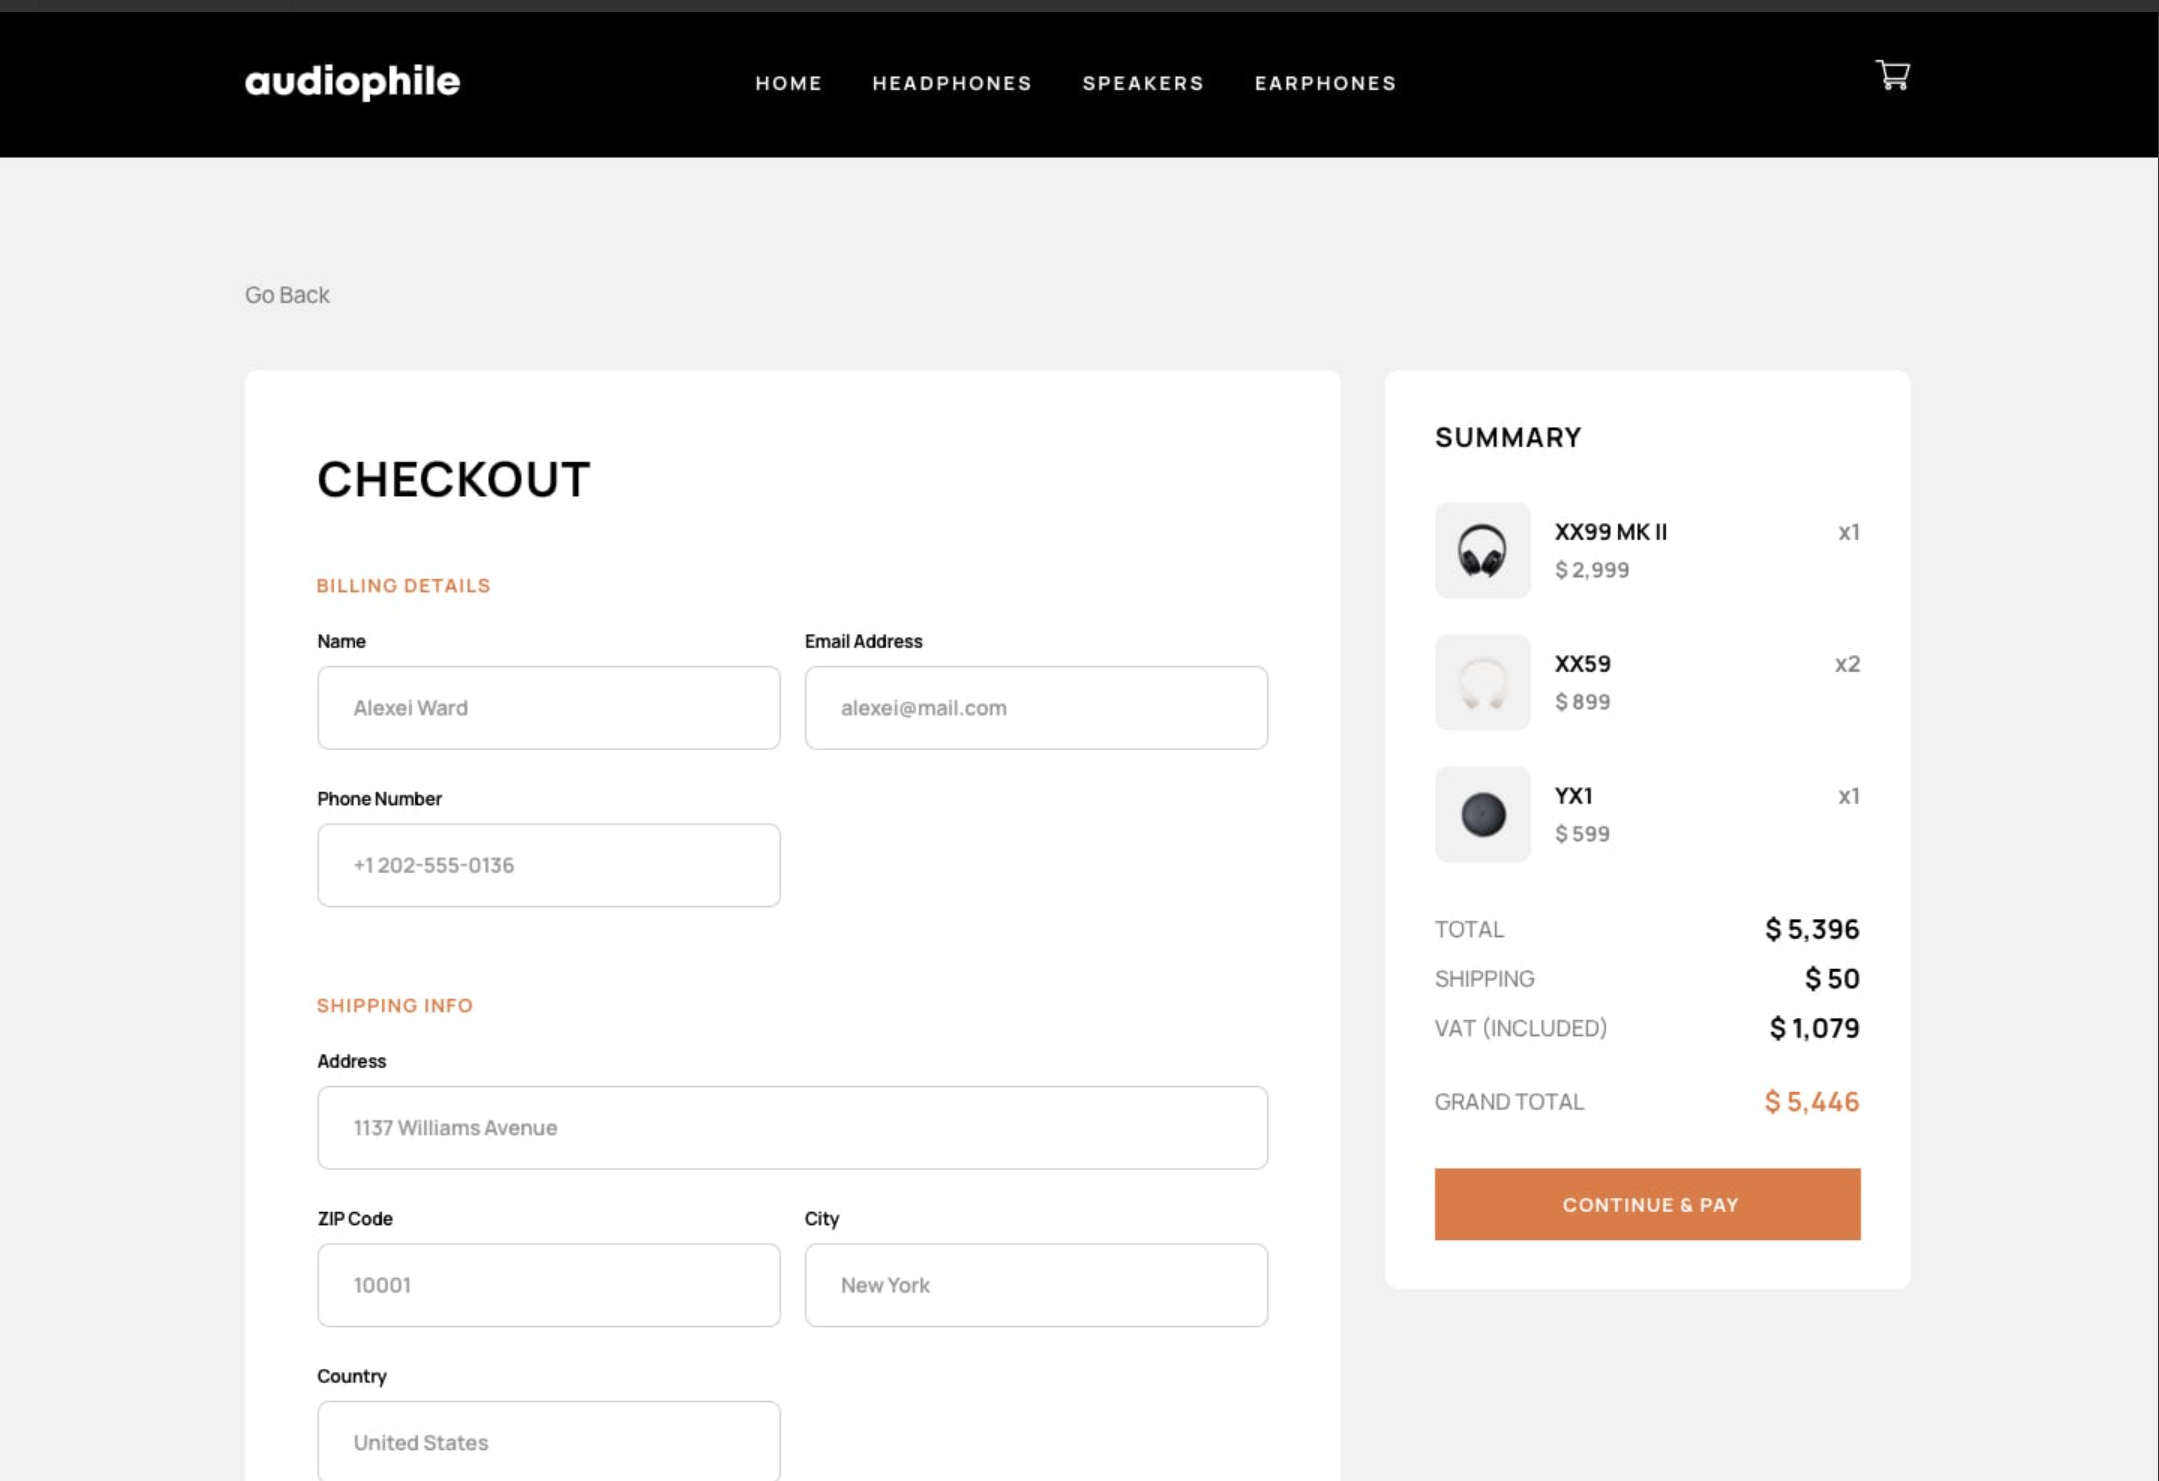 audiophile
HOME HEADPHONES SPEAKERS EARPHONES
Go Back
CHECKOUT
BILLING DETAILS
Name Email Address
Alexei Ward alexei@mail.com
Phone Number
+1 202-555-0136
SHIPPING INFO
Address
1137 Williams Avenue
ZIP Code City
10001 New York
Country
United States
SUMMARY
XX99 MK II x1
$ 2,999
XX59 x2
$ 899
YX1 x1
$ 599
TOTAL $ 5,396
SHIPPING $ 50
VAT (INCLUDED) $ 1,079
GRAND TOTAL $ 5,446
CONTINUE & PAY